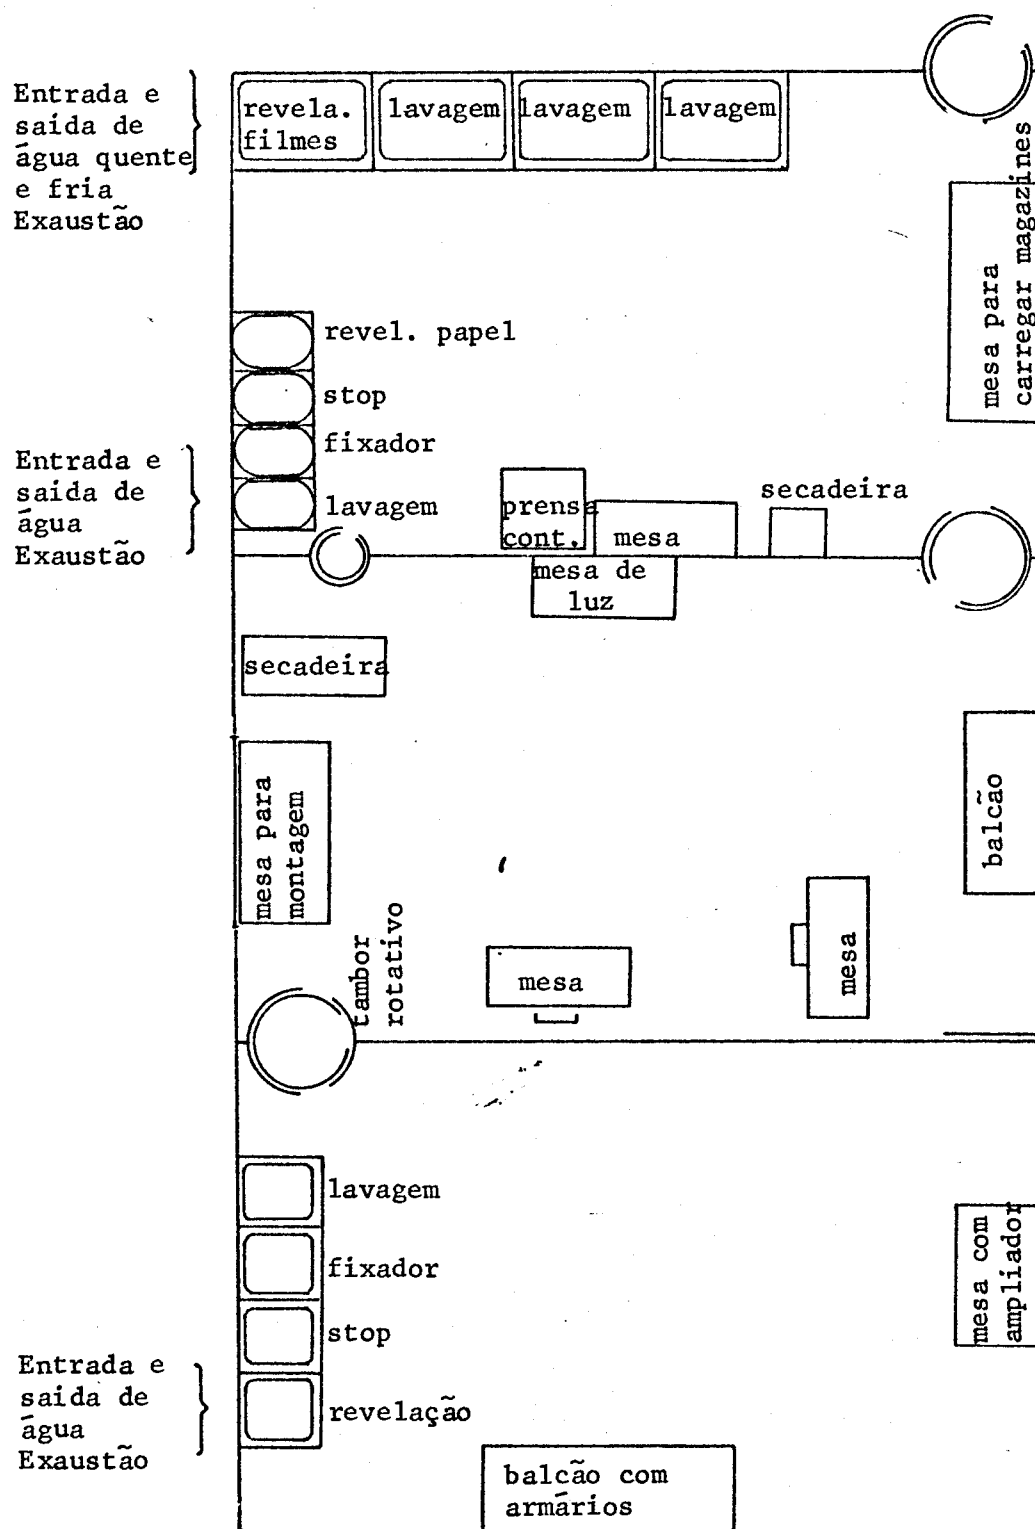 Entrada e
saída de
água quente
e fria
Exaustão
revela.
filmes
lavagem
lavagem
lavagem
mesa para
carregar magazines
revel. papel
stop
fixador
lavagem
Entrada e
saída de
água
Exaustão
prensa
cont.
mesa
secadeira
mesa de
luz
secadeira
mesa para
montagem
balcão
tambor
rotativo
mesa
mesa
lavagem
fixador
stop
revelação
mesa com
ampliador
Entrada e
saida de
água
Exaustão
balcão com
armários